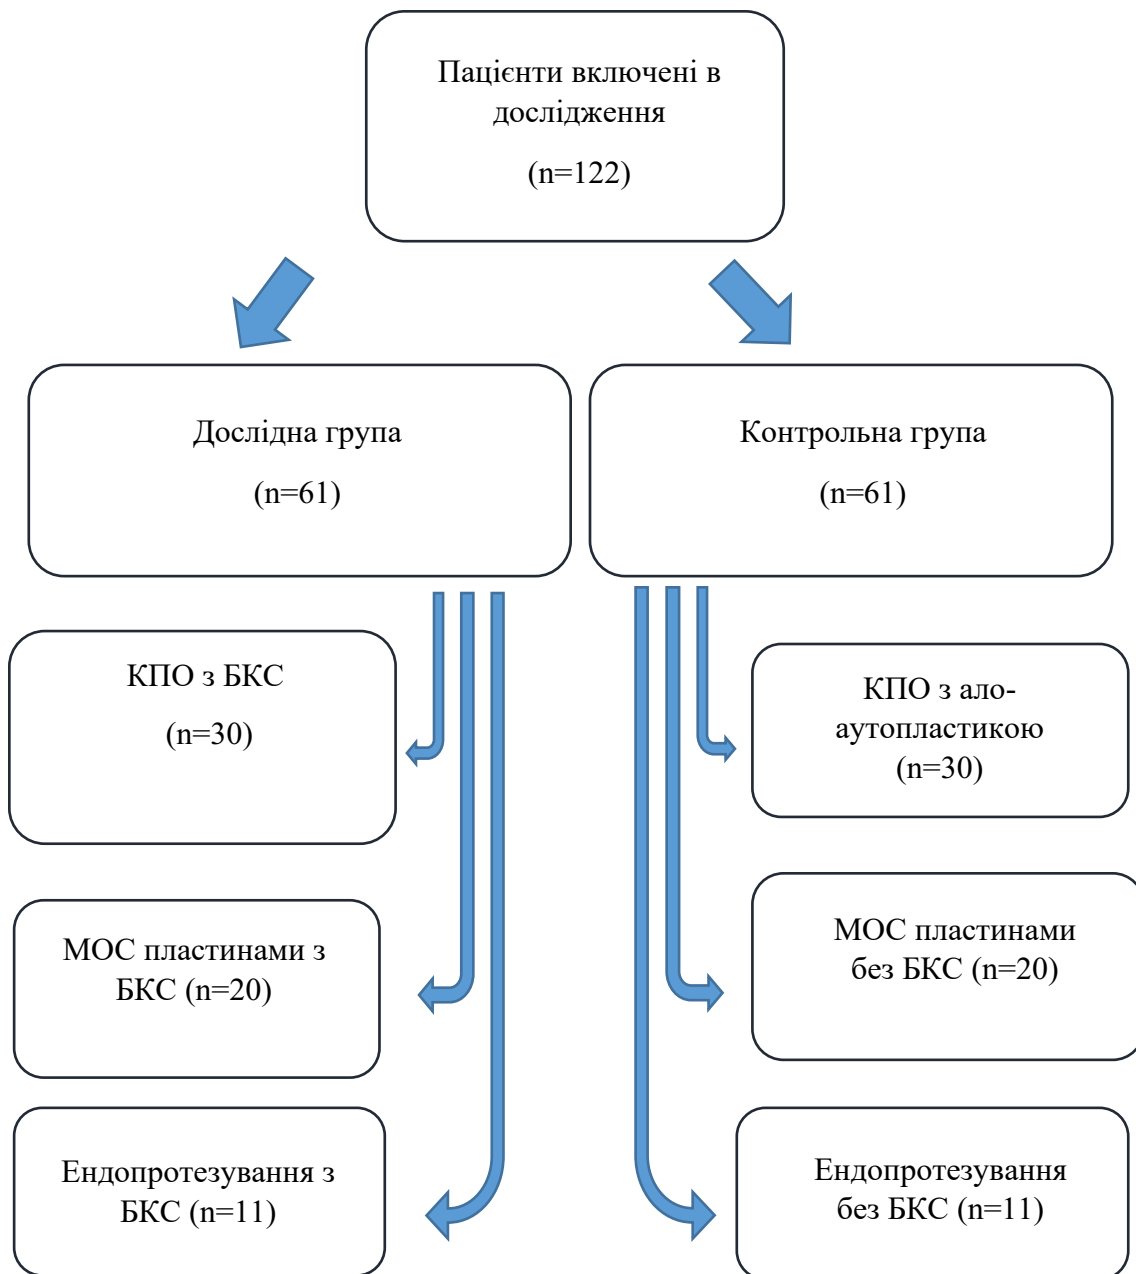 Пацієнти включені в
дослідження
(n=122)
Дослідна група
(n=61)
Контрольна група
(n=61)
КПО з БКС
(n=30)
КПО з ало-
аутопластикою
(n=30)
МОС пластинами з
БКС (n=20)
МОС пластинами
без БКС (n=20)
Ендопротезування з
БКС (n=11)
Ендопротезування
без БКС (n=11)